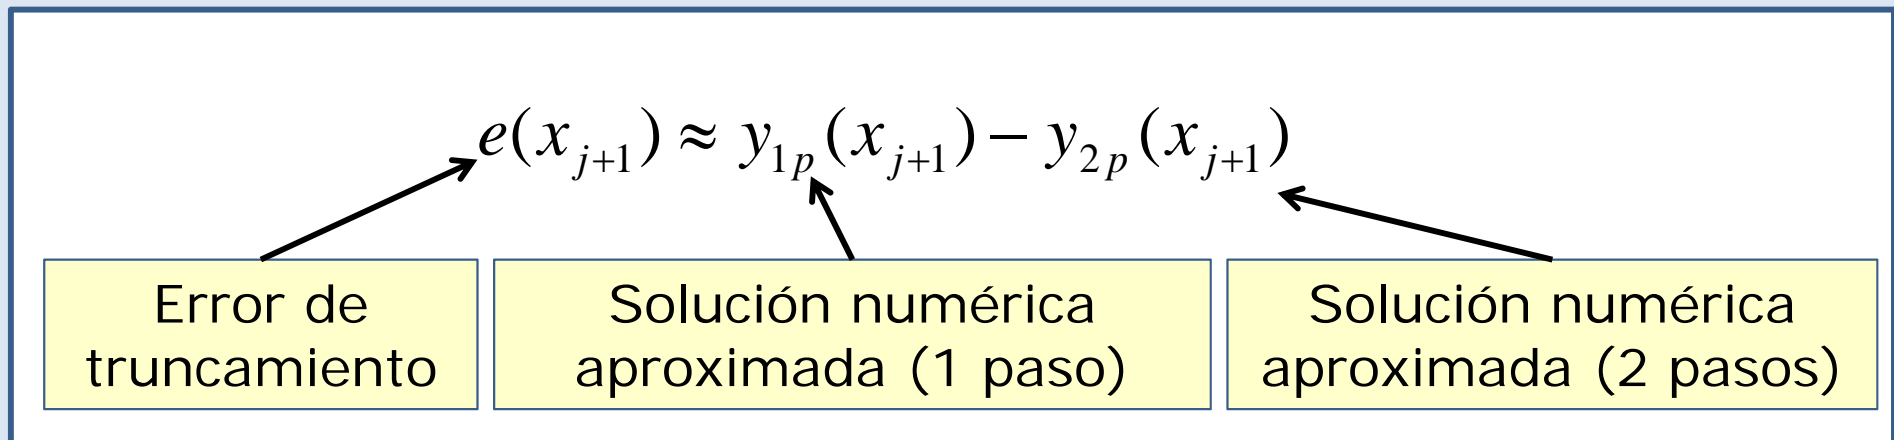 e(x_{j+1}) ≈ y_{1p}(x_{j+1}) − y_{2p}(x_{j+1})
Error de
truncamiento
Solución numérica
aproximada (1 paso)
Solución numérica
aproximada (2 pasos)